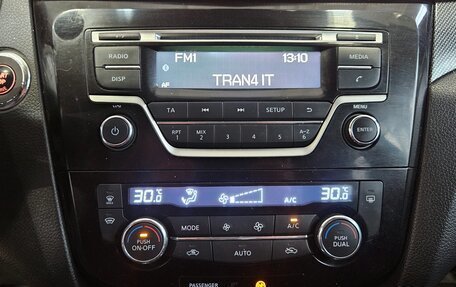 FM1 13:10
RADIO MEDIA
AF TRAN4 IT
DISP
TA SETUP MENU
RPT 1 MIX 2 3 4 5 A-Z 6 ENTER
30.0°C A/C 30.0°C
MODE A/C
PUSH ON-OFF AUTO PUSH DUAL
PASSENGER